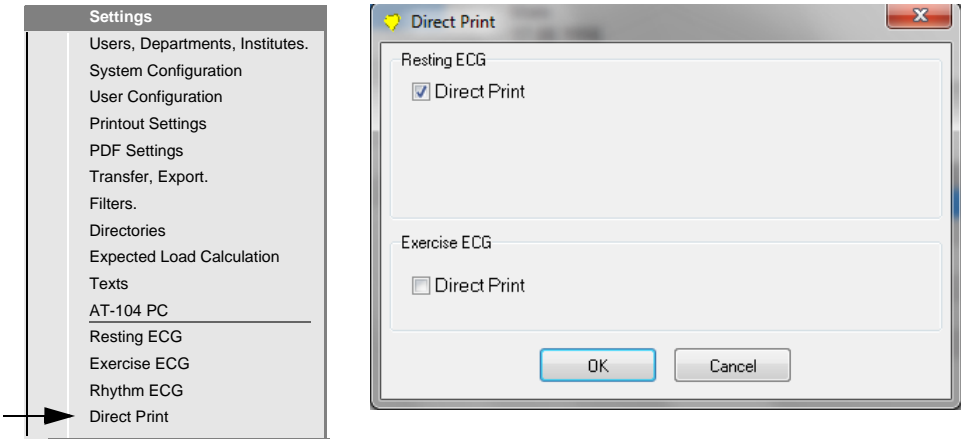 Settings
Users, Departments, Institutes.
System Configuration
User Configuration
Printout Settings
PDF Settings
Transfer, Export.
Filters.
Directories
Expected Load Calculation
Texts
AT-104 PC
Resting ECG
Exercise ECG
Rhythm ECG
Direct Print
Direct Print
Resting ECG
Direct Print
Exercise ECG
Direct Print
OK
Cancel